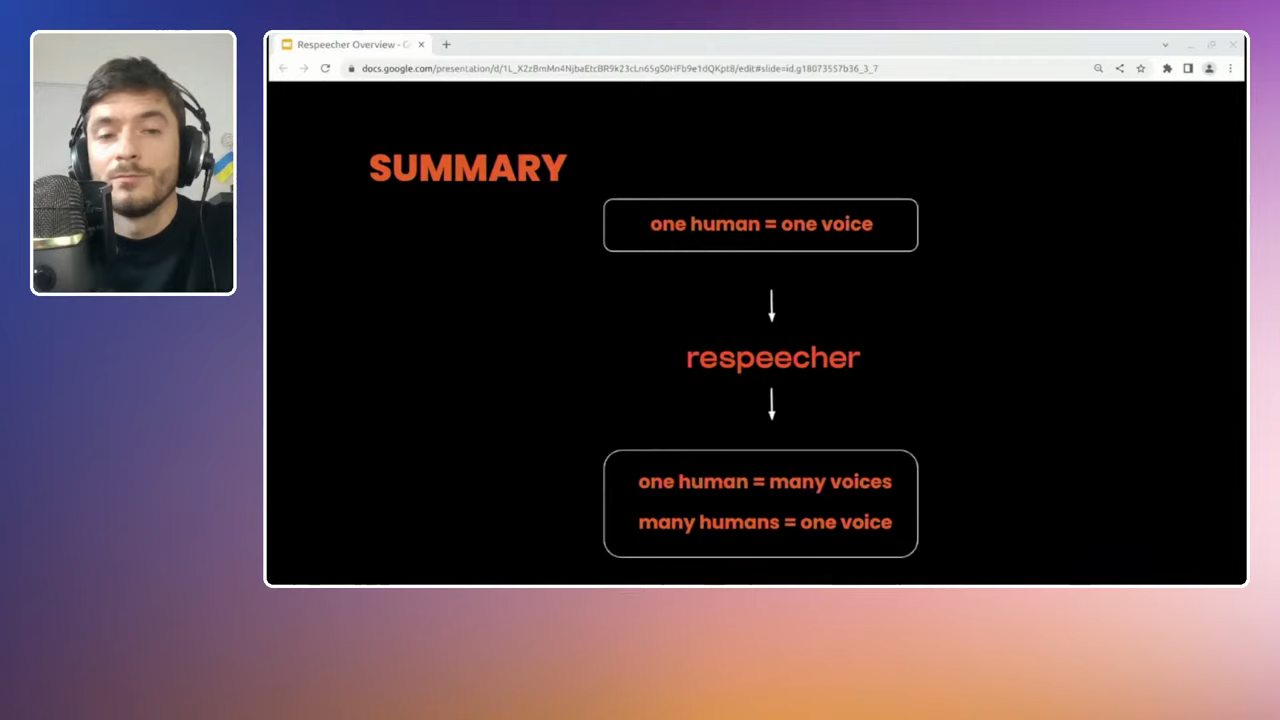 Respeecher Overview - G
docs.google.com/presentation/d/1L_X2zBmMn4NjbaEtcBR9k23cLn65gS0HFb9e1dQKpt8/edit#slide=id.g18073557b36_3_7
SUMMARY
one human = one voice
respeecher
one human = many voices
many humans = one voice